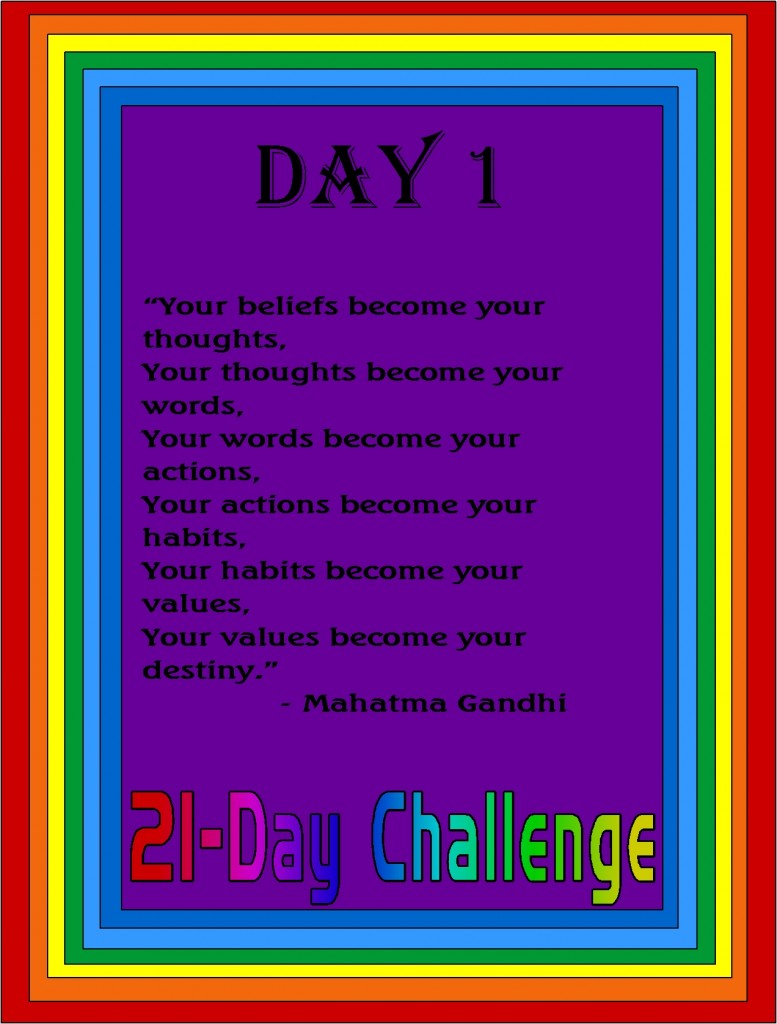 DAY 1
“Your beliefs become your
thoughts,
Your thoughts become your
words,
Your words become your
actions,
Your actions become your
habits,
Your habits become your
values,
Your values become your
destiny.”
- Mahatma Gandhi
21-Day Challenge